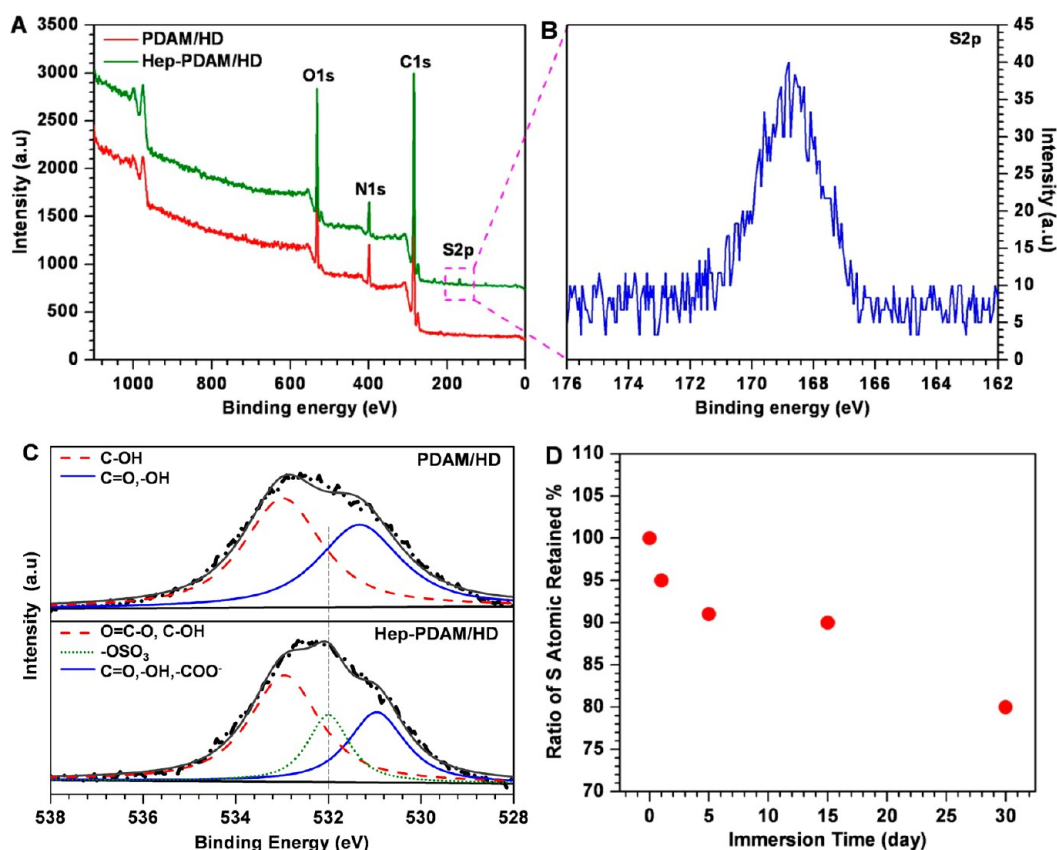 A
PDAM/HD
Hep-PDAM/HD
O1s
C1s
N1s
S2p
3500
3000
2500
2000
1500
1000
500
0
Intensity (a.u)
1000 800 600 400 200 0
Binding energy (eV)
B
S2p
45
40
35
30
25
20
15
10
5
0
Intensity (a.u)
176 174 172 170 168 166 164 162
Binding energy (eV)
C
C-OH
C=O,-OH
PDAM/HD
O=C-O, C-OH
-OSO₃
C=O,-OH,-COO⁻
Hep-PDAM/HD
Intensity (a.u)
538 536 534 532 530 528
Binding Energy (eV)
D
110
105
100
95
90
85
80
75
70
Ratio of S Atomic Retained %
0 5 10 15 20 25 30
Immersion Time (day)